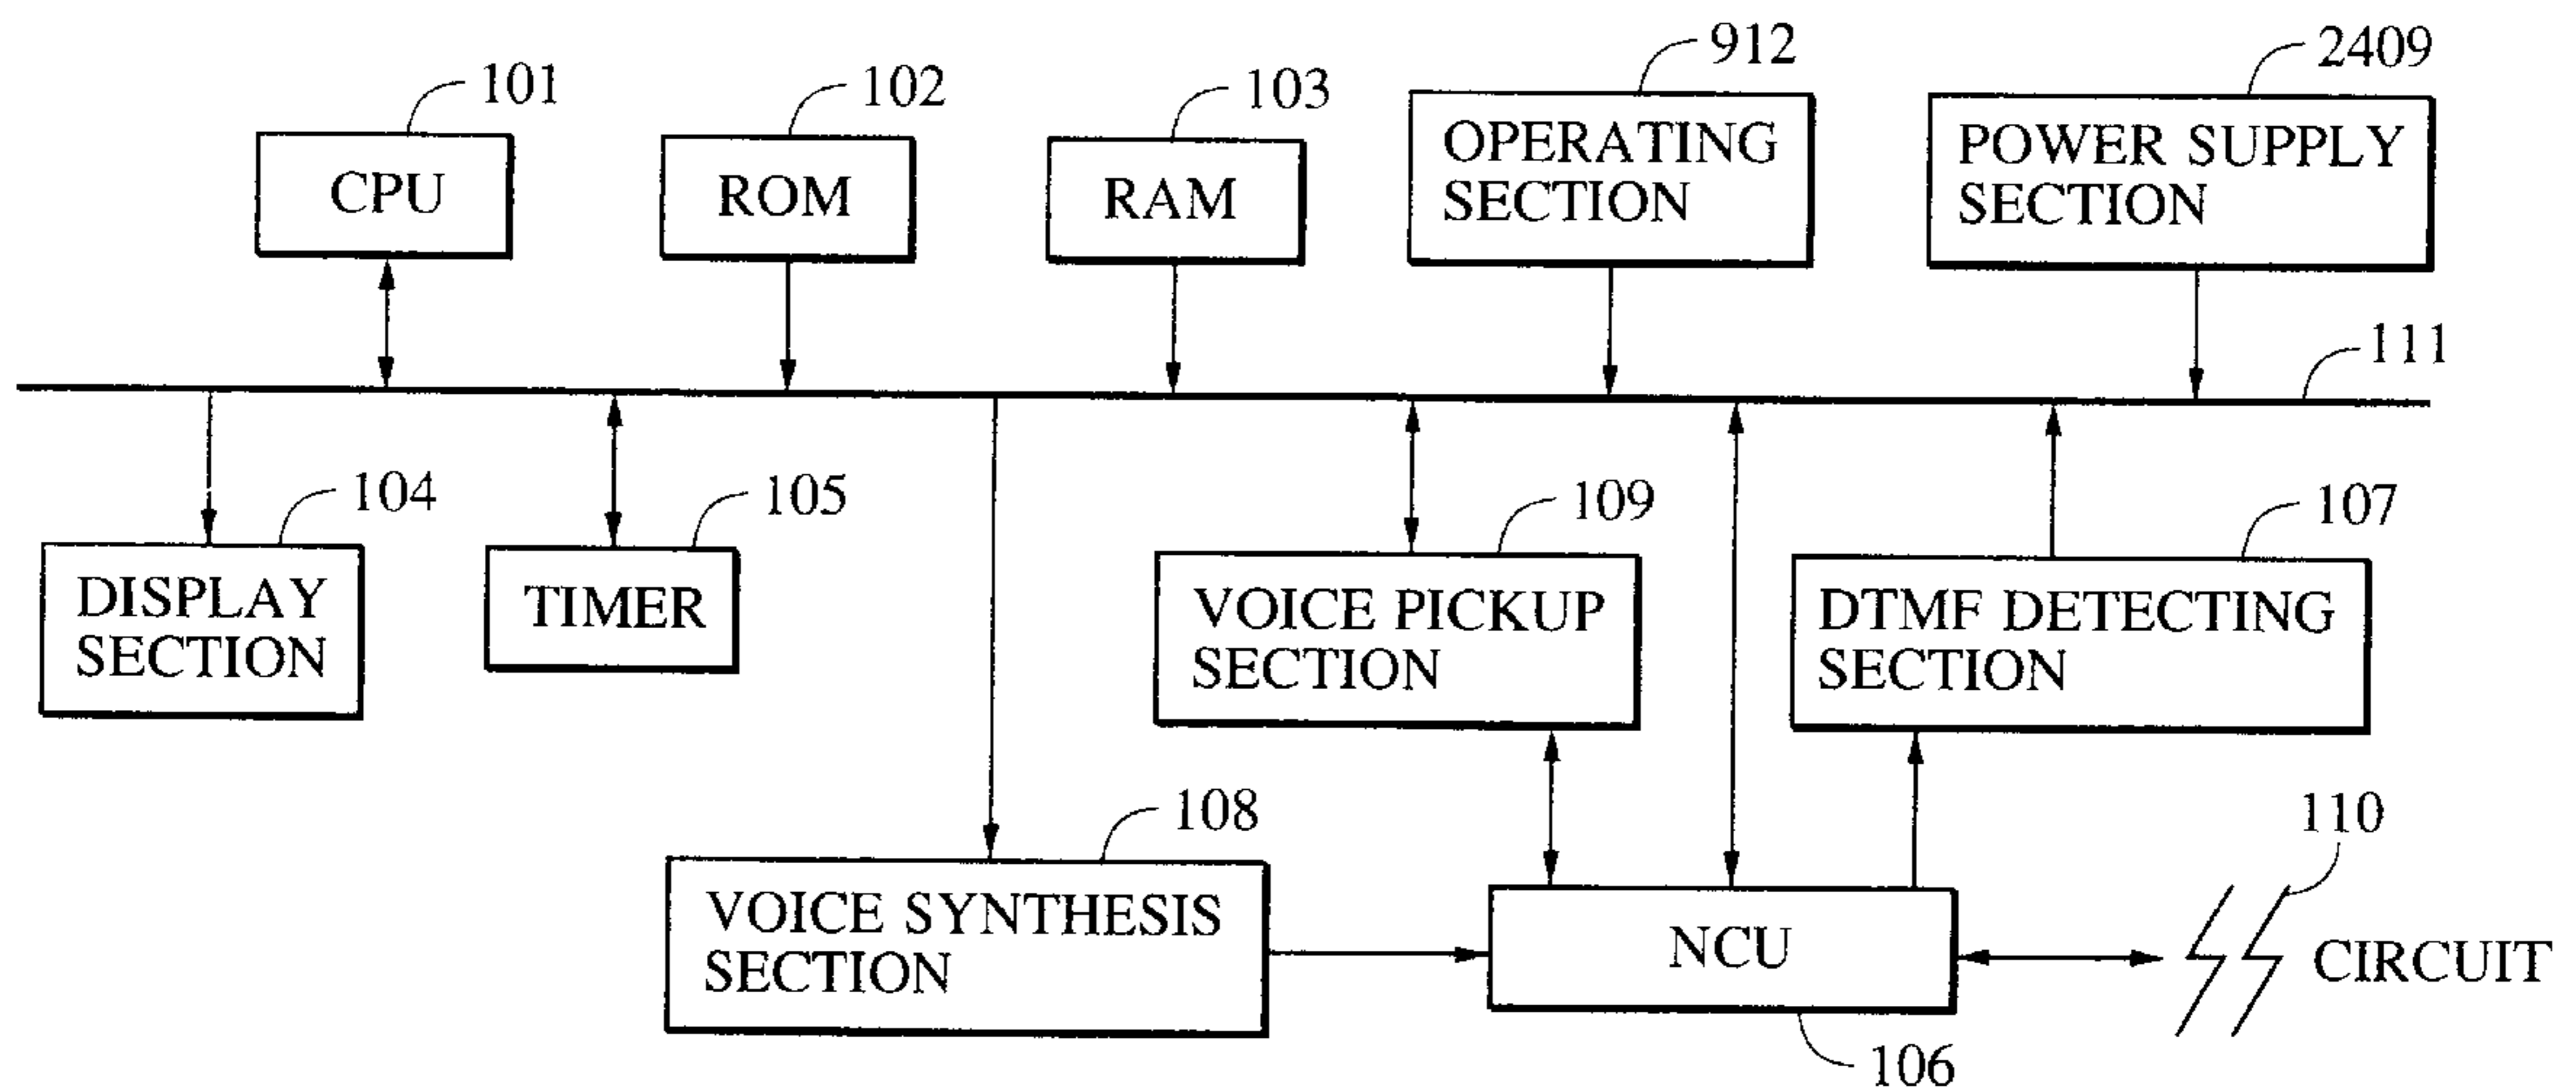 101
102
103
912
2409
CPU
ROM
RAM
OPERATING
SECTION
POWER SUPPLY
SECTION
111
104
105
109
107
DISPLAY
SECTION
TIMER
VOICE PICKUP
SECTION
DTMF DETECTING
SECTION
108
110
VOICE SYNTHESIS
SECTION
NCU
CIRCUIT
106